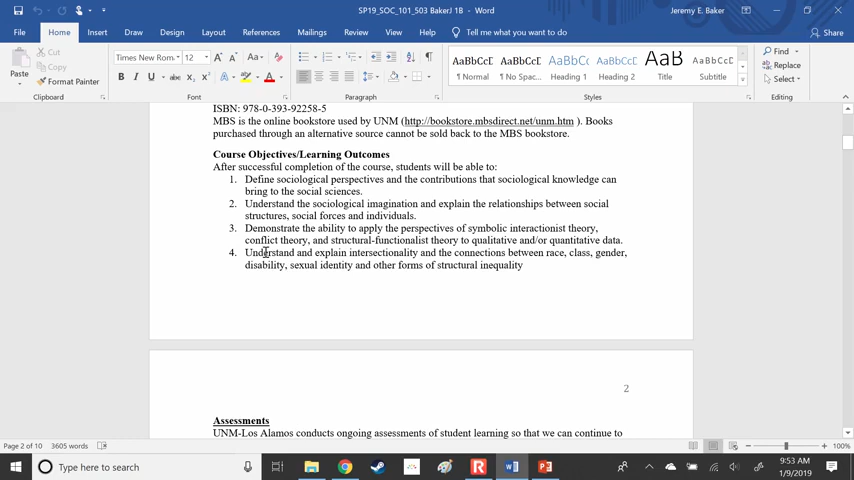 SP19_SOC_101_503 BakerJ 1B - Word
Jeremy E. Baker
File Home Insert Draw Design Layout References Mailings Review View Help Tell me what you want to do Share
Paste
Cut
Copy
Format Painter
Clipboard
Times New Rom 12
Font
Paragraph
AaBbCcDd AaBbCcDd AaBbCc AaBbCcD AaB AaBbCcD
¶ Normal ¶ No Spac... Heading 1 Heading 2 Title Subtitle
Styles
Find
Replace
Select
Editing
ISBN: 978-0-393-92258-5
MBS is the online bookstore used by UNM (http://bookstore.mbsdirect.net/unm.htm ). Books
purchased through an alternative source cannot be sold back to the MBS bookstore.
Course Objectives/Learning Outcomes
After successful completion of the course, students will be able to:
1. Define sociological perspectives and the contributions that sociological knowledge can
bring to the social sciences.
2. Understand the sociological imagination and explain the relationships between social
structures, social forces and individuals.
3. Demonstrate the ability to apply the perspectives of symbolic interactionist theory,
conflict theory, and structural-functionalist theory to qualitative and/or quantitative data.
4. Understand and explain intersectionality and the connections between race, class, gender,
disability, sexual identity and other forms of structural inequality
2
Assessments
UNM-Los Alamos conducts ongoing assessments of student learning so that we can continue to
Page 2 of 10 3605 words
100%
Type here to search
9:53 AM
1/9/2019